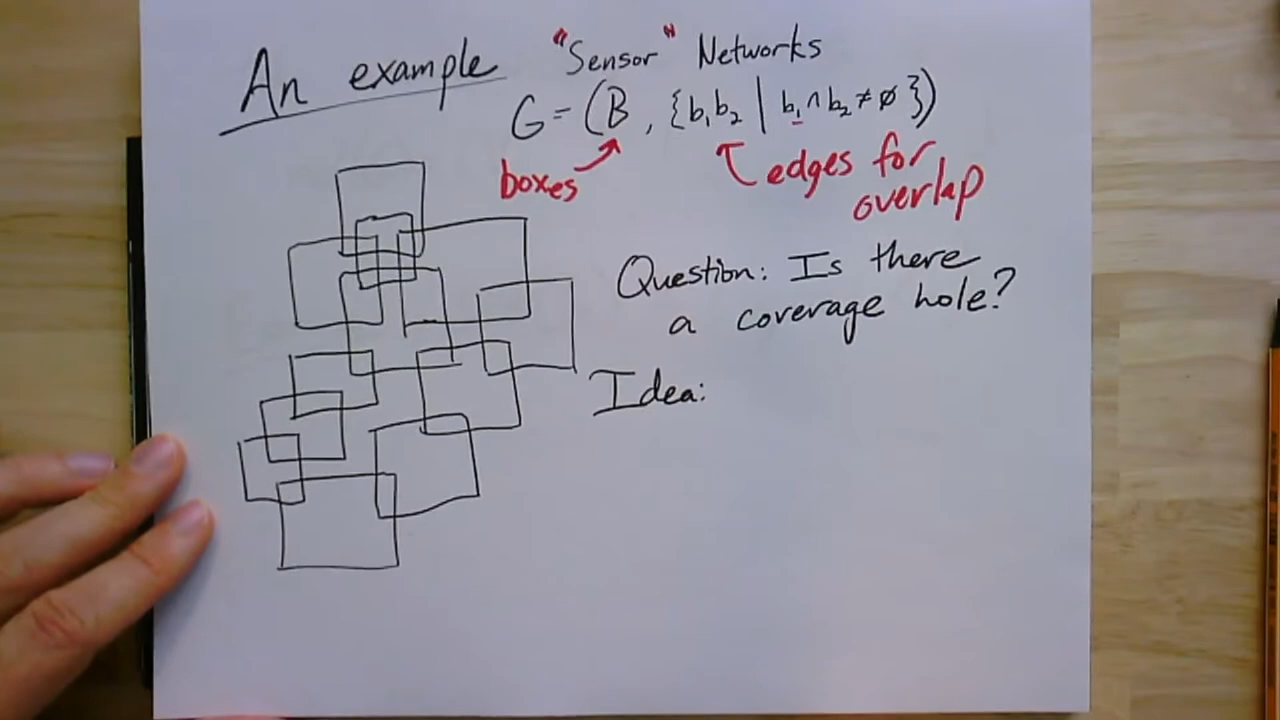 An example "Sensor" Networks
G = (B, {b₁b₂ | b₁ ∩ b₂ ≠ ∅})
boxes
edges for
overlap
Question: Is there
a coverage hole?
Idea: